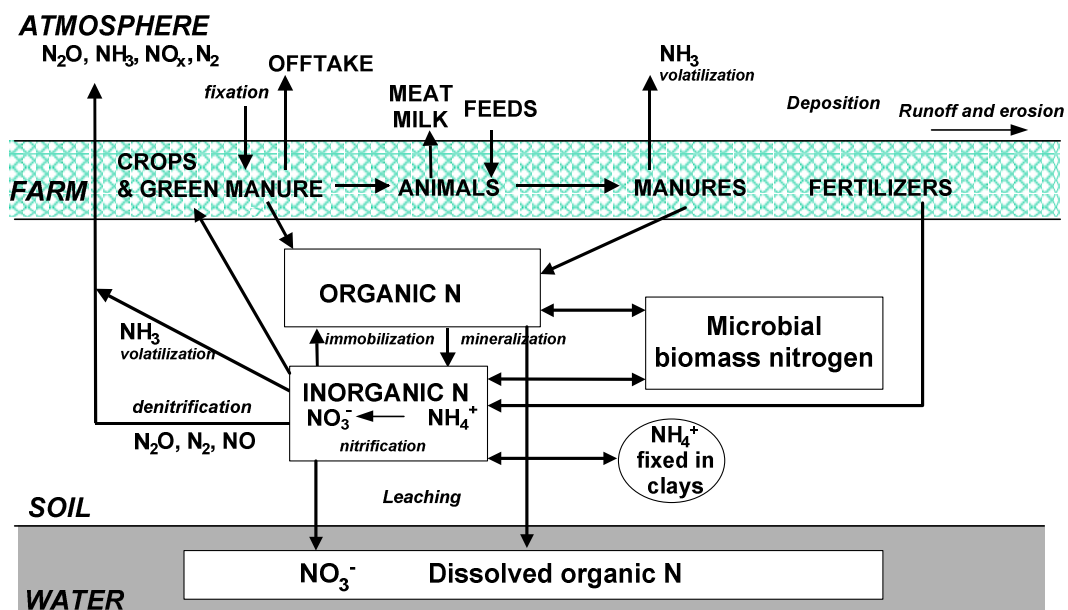 ATMOSPHERE
N₂O, NH₃, NOₓ, N₂
fixation
OFFTAKE
MEAT
MILK
FEEDS
NH₃
volatilization
Deposition
Runoff and erosion
FARM
CROPS
& GREEN MANURE
ANIMALS
MANURES
FERTILIZERS
ORGANIC N
immobilization
mineralization
Microbial
biomass nitrogen
NH₃
volatilization
INORGANIC N
NO₃⁻
NH₄⁺
nitrification
denitrification
N₂O, N₂, NO
NH₄⁺
fixed in
clays
Leaching
SOIL
NO₃⁻
Dissolved organic N
WATER